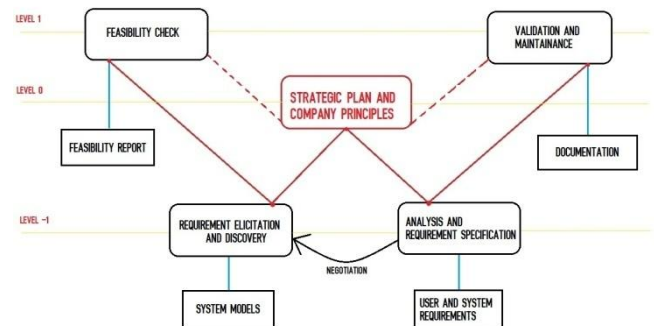 LEVEL 1
FEASIBILITY CHECK
VALIDATION AND
MAINTAINANCE
LEVEL 0
STRATEGIC PLAN AND
COMPANY PRINCIPLES
FEASIBILITY REPORT
DOCUMENTATION
LEVEL -1
REQUIREMENT ELICITATION
AND DISCOVERY
ANALYSIS AND
REQUIREMENT SPECIFICATION
NEGOTIATION
SYSTEM MODELS
USER AND SYSTEM
REQUIREMENTS